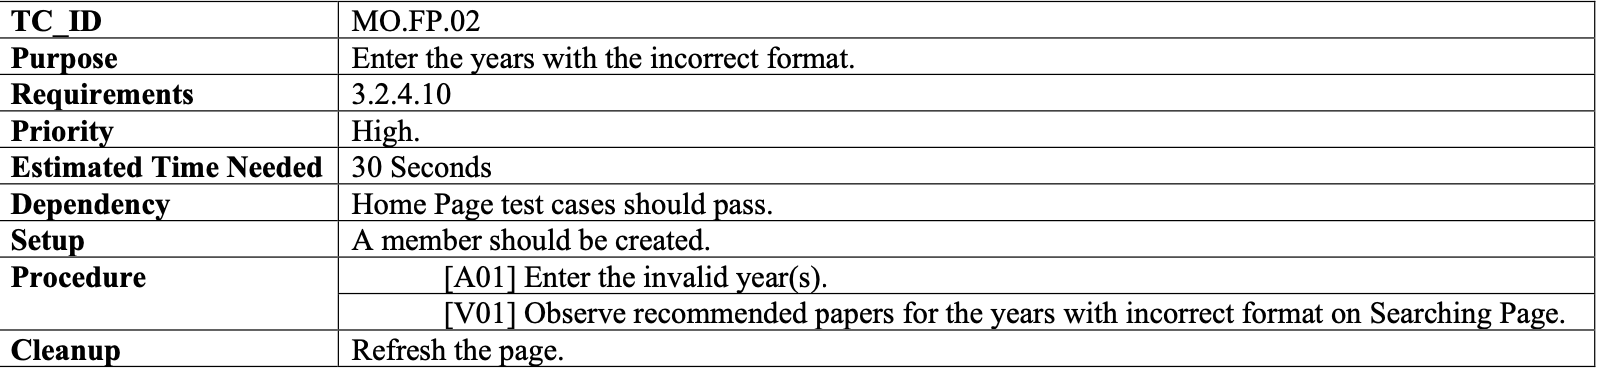 TC_ID MO.FP.02
Purpose Enter the years with the incorrect format.
Requirements 3.2.4.10
Priority High.
Estimated Time Needed 30 Seconds
Dependency Home Page test cases should pass.
Setup A member should be created.
Procedure [A01] Enter the invalid year(s).
[V01] Observe recommended papers for the years with incorrect format on Searching Page.
Cleanup Refresh the page.